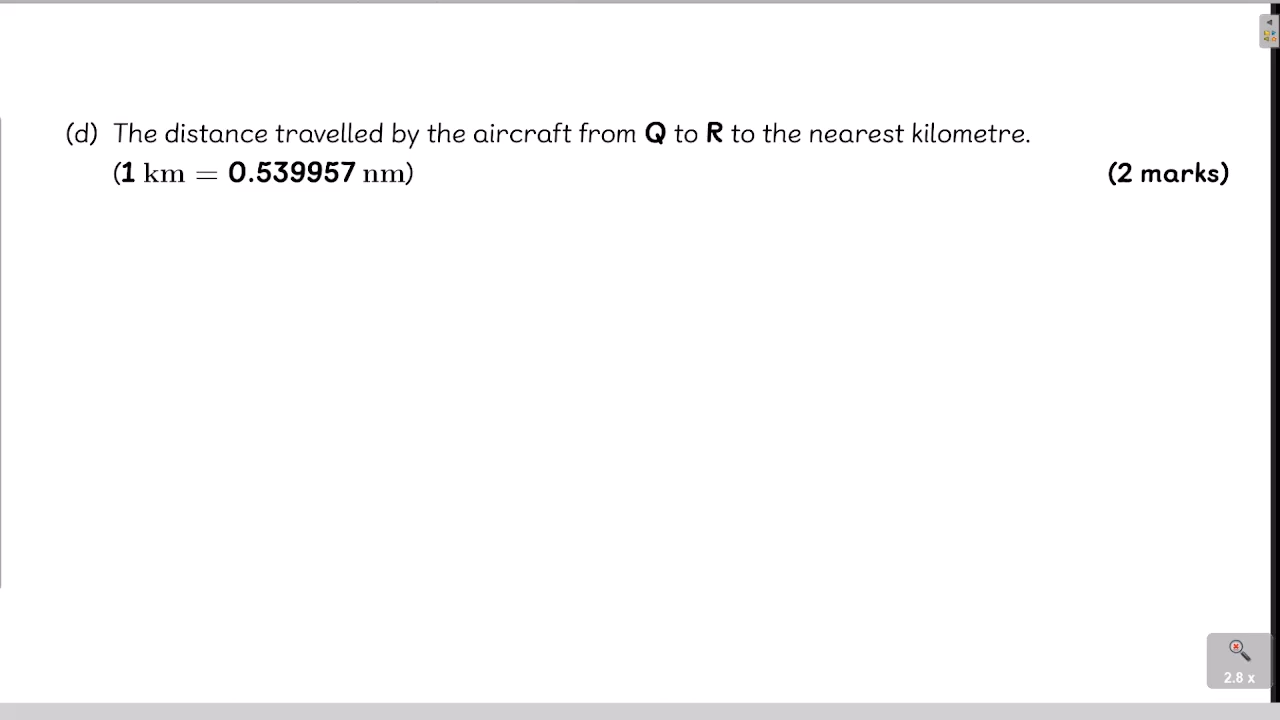 (d) The distance travelled by the aircraft from Q to R to the nearest kilometre.
(1 km = 0.539957 nm) (2 marks)
2.8 x